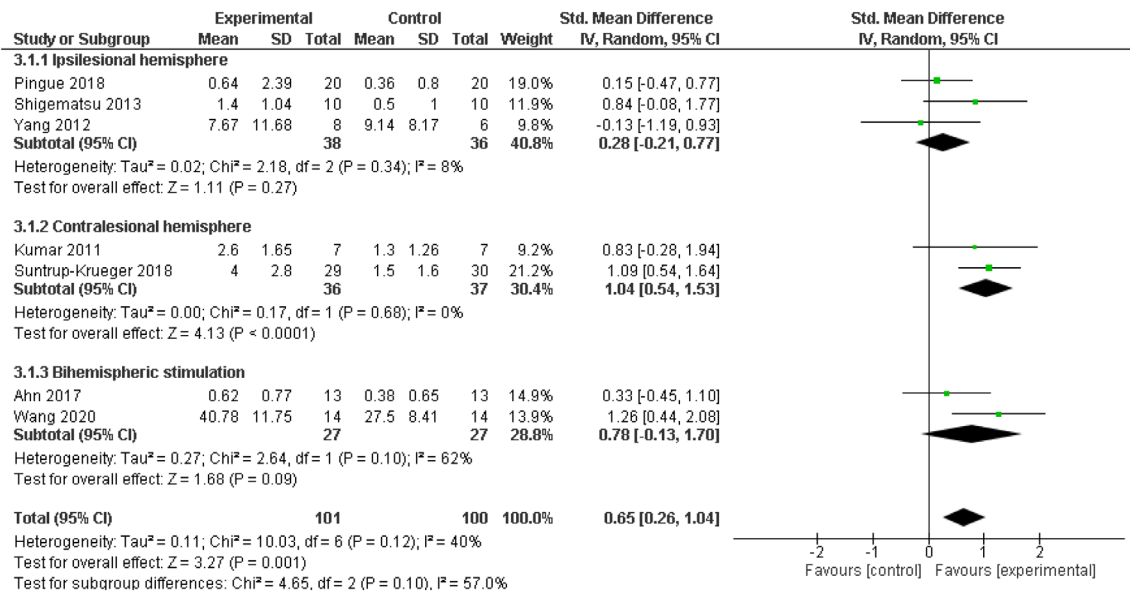 Experimental Control Std. Mean Difference Std. Mean Difference
Study or Subgroup Mean SD Total Mean SD Total Weight IV, Random, 95% CI IV, Random, 95% CI
3.1.1 Ipsilesional hemisphere
Pingue 2018 0.64 2.39 20 0.36 0.8 20 19.0% 0.15 [-0.47, 0.77]
Shigematsu 2013 1.4 1.04 10 0.5 1 10 11.9% 0.84 [-0.08, 1.77]
Yang 2012 7.67 11.68 8 9.14 8.17 6 9.8% -0.13 [-1.19, 0.93]
Subtotal (95% CI) 38 36 40.8% 0.28 [-0.21, 0.77]
Heterogeneity: Tau² = 0.02; Chi² = 2.18, df = 2 (P = 0.34); I² = 8%
Test for overall effect: Z = 1.11 (P = 0.27)
3.1.2 Contralesional hemisphere
Kumar 2011 2.6 1.65 7 1.3 1.26 7 9.2% 0.83 [-0.28, 1.94]
Suntrup-Krueger 2018 4 2.8 29 1.5 1.6 30 21.2% 1.09 [0.54, 1.64]
Subtotal (95% CI) 36 37 30.4% 1.04 [0.54, 1.53]
Heterogeneity: Tau² = 0.00; Chi² = 0.17, df = 1 (P = 0.68); I² = 0%
Test for overall effect: Z = 4.13 (P < 0.0001)
3.1.3 Bihemispheric stimulation
Ahn 2017 0.62 0.77 13 0.38 0.65 13 14.9% 0.33 [-0.45, 1.10]
Wang 2020 40.78 11.75 14 27.5 8.41 14 13.9% 1.26 [0.44, 2.08]
Subtotal (95% CI) 27 27 28.8% 0.78 [-0.13, 1.70]
Heterogeneity: Tau² = 0.27; Chi² = 2.64, df = 1 (P = 0.10); I² = 62%
Test for overall effect: Z = 1.68 (P = 0.09)
Total (95% CI) 101 100 100.0% 0.65 [0.26, 1.04]
Heterogeneity: Tau² = 0.11; Chi² = 10.03, df = 6 (P = 0.12); I² = 40%
Test for overall effect: Z = 3.27 (P = 0.001)
Test for subgroup differences: Chi² = 4.65, df = 2 (P = 0.10), I² = 57.0%
-2 -1 0 1 2
Favours [control] Favours [experimental]